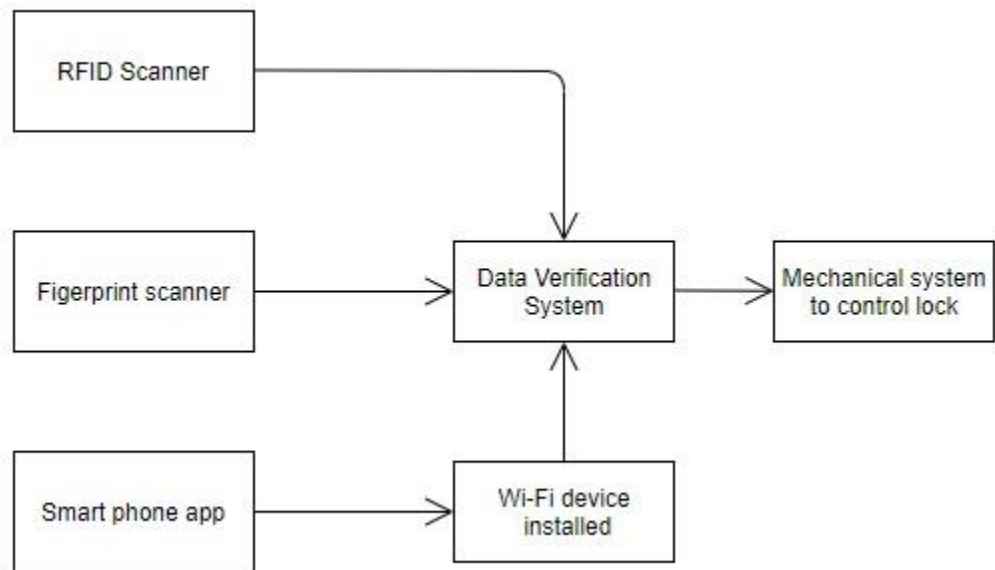 RFID Scanner
Figerprint scanner
Data Verification
System
Mechanical system
to control lock
Smart phone app
Wi-Fi device
installed